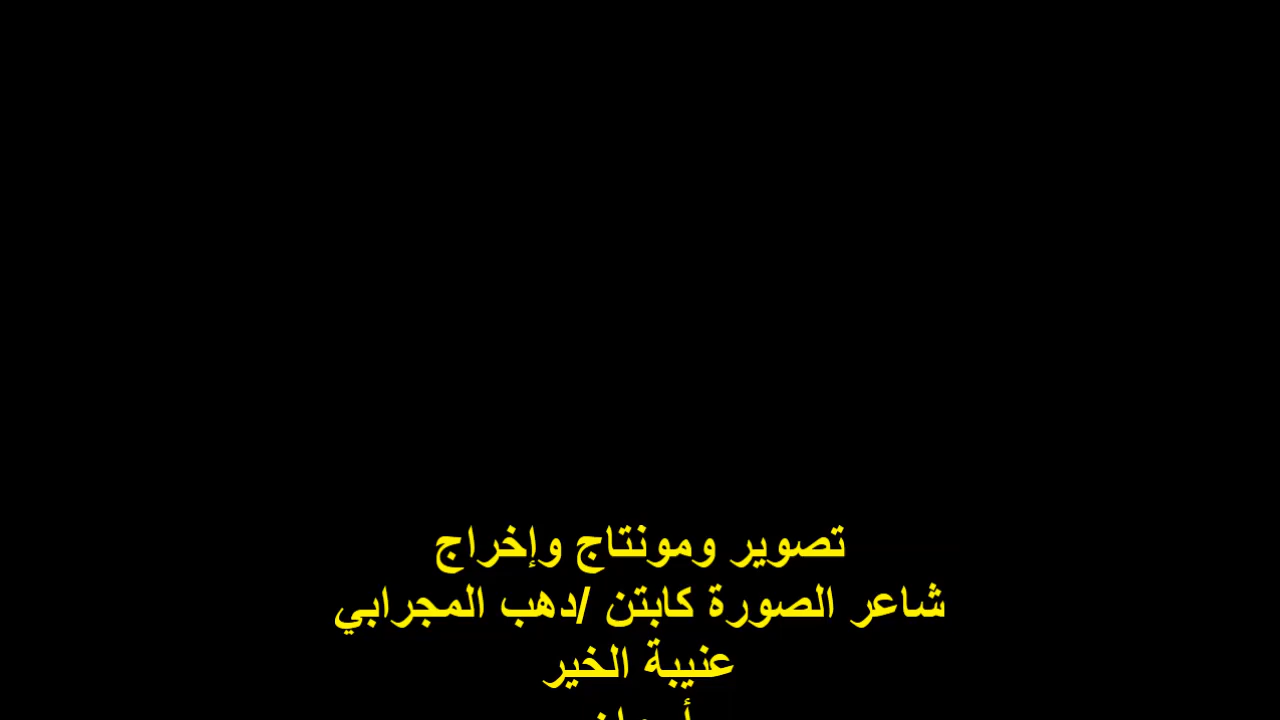 تصوير ومونتاج وإخراج
شاعر الصورة كابتن /دهب المجرابي
عنيبة الخير